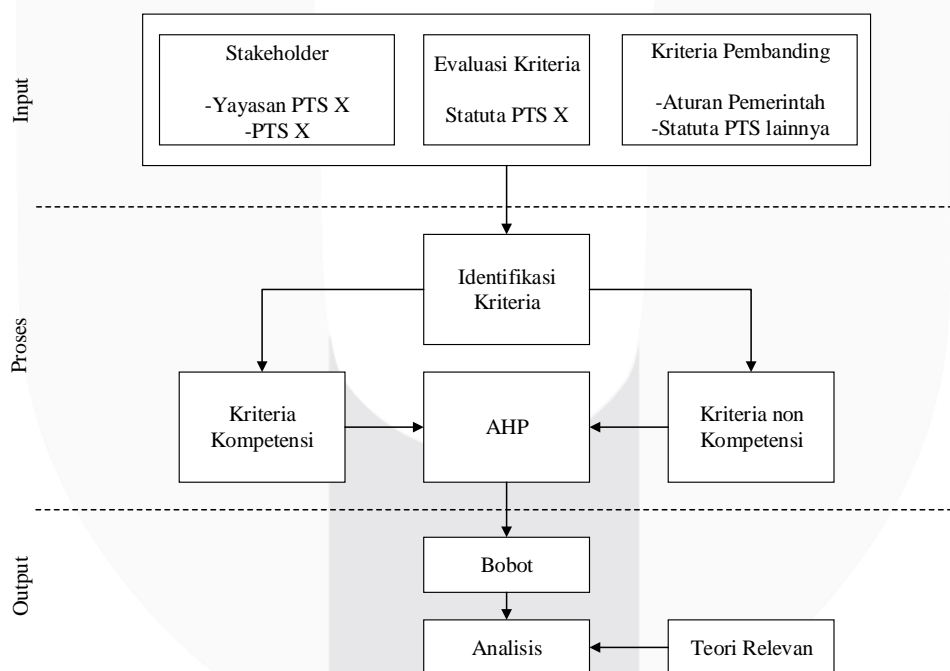 Input
Stakeholder
-Yayasan PTS X
-PTS X
Evaluasi Kriteria
Statuta PTS X
Kriteria Pembanding
-Aturan Pemerintah
-Statuta PTS lainnya
Proses
Identifikasi
Kriteria
Kriteria
Kompetensi
AHP
Kriteria non
Kompetensi
Output
Bobot
Analisis
Teori Relevan